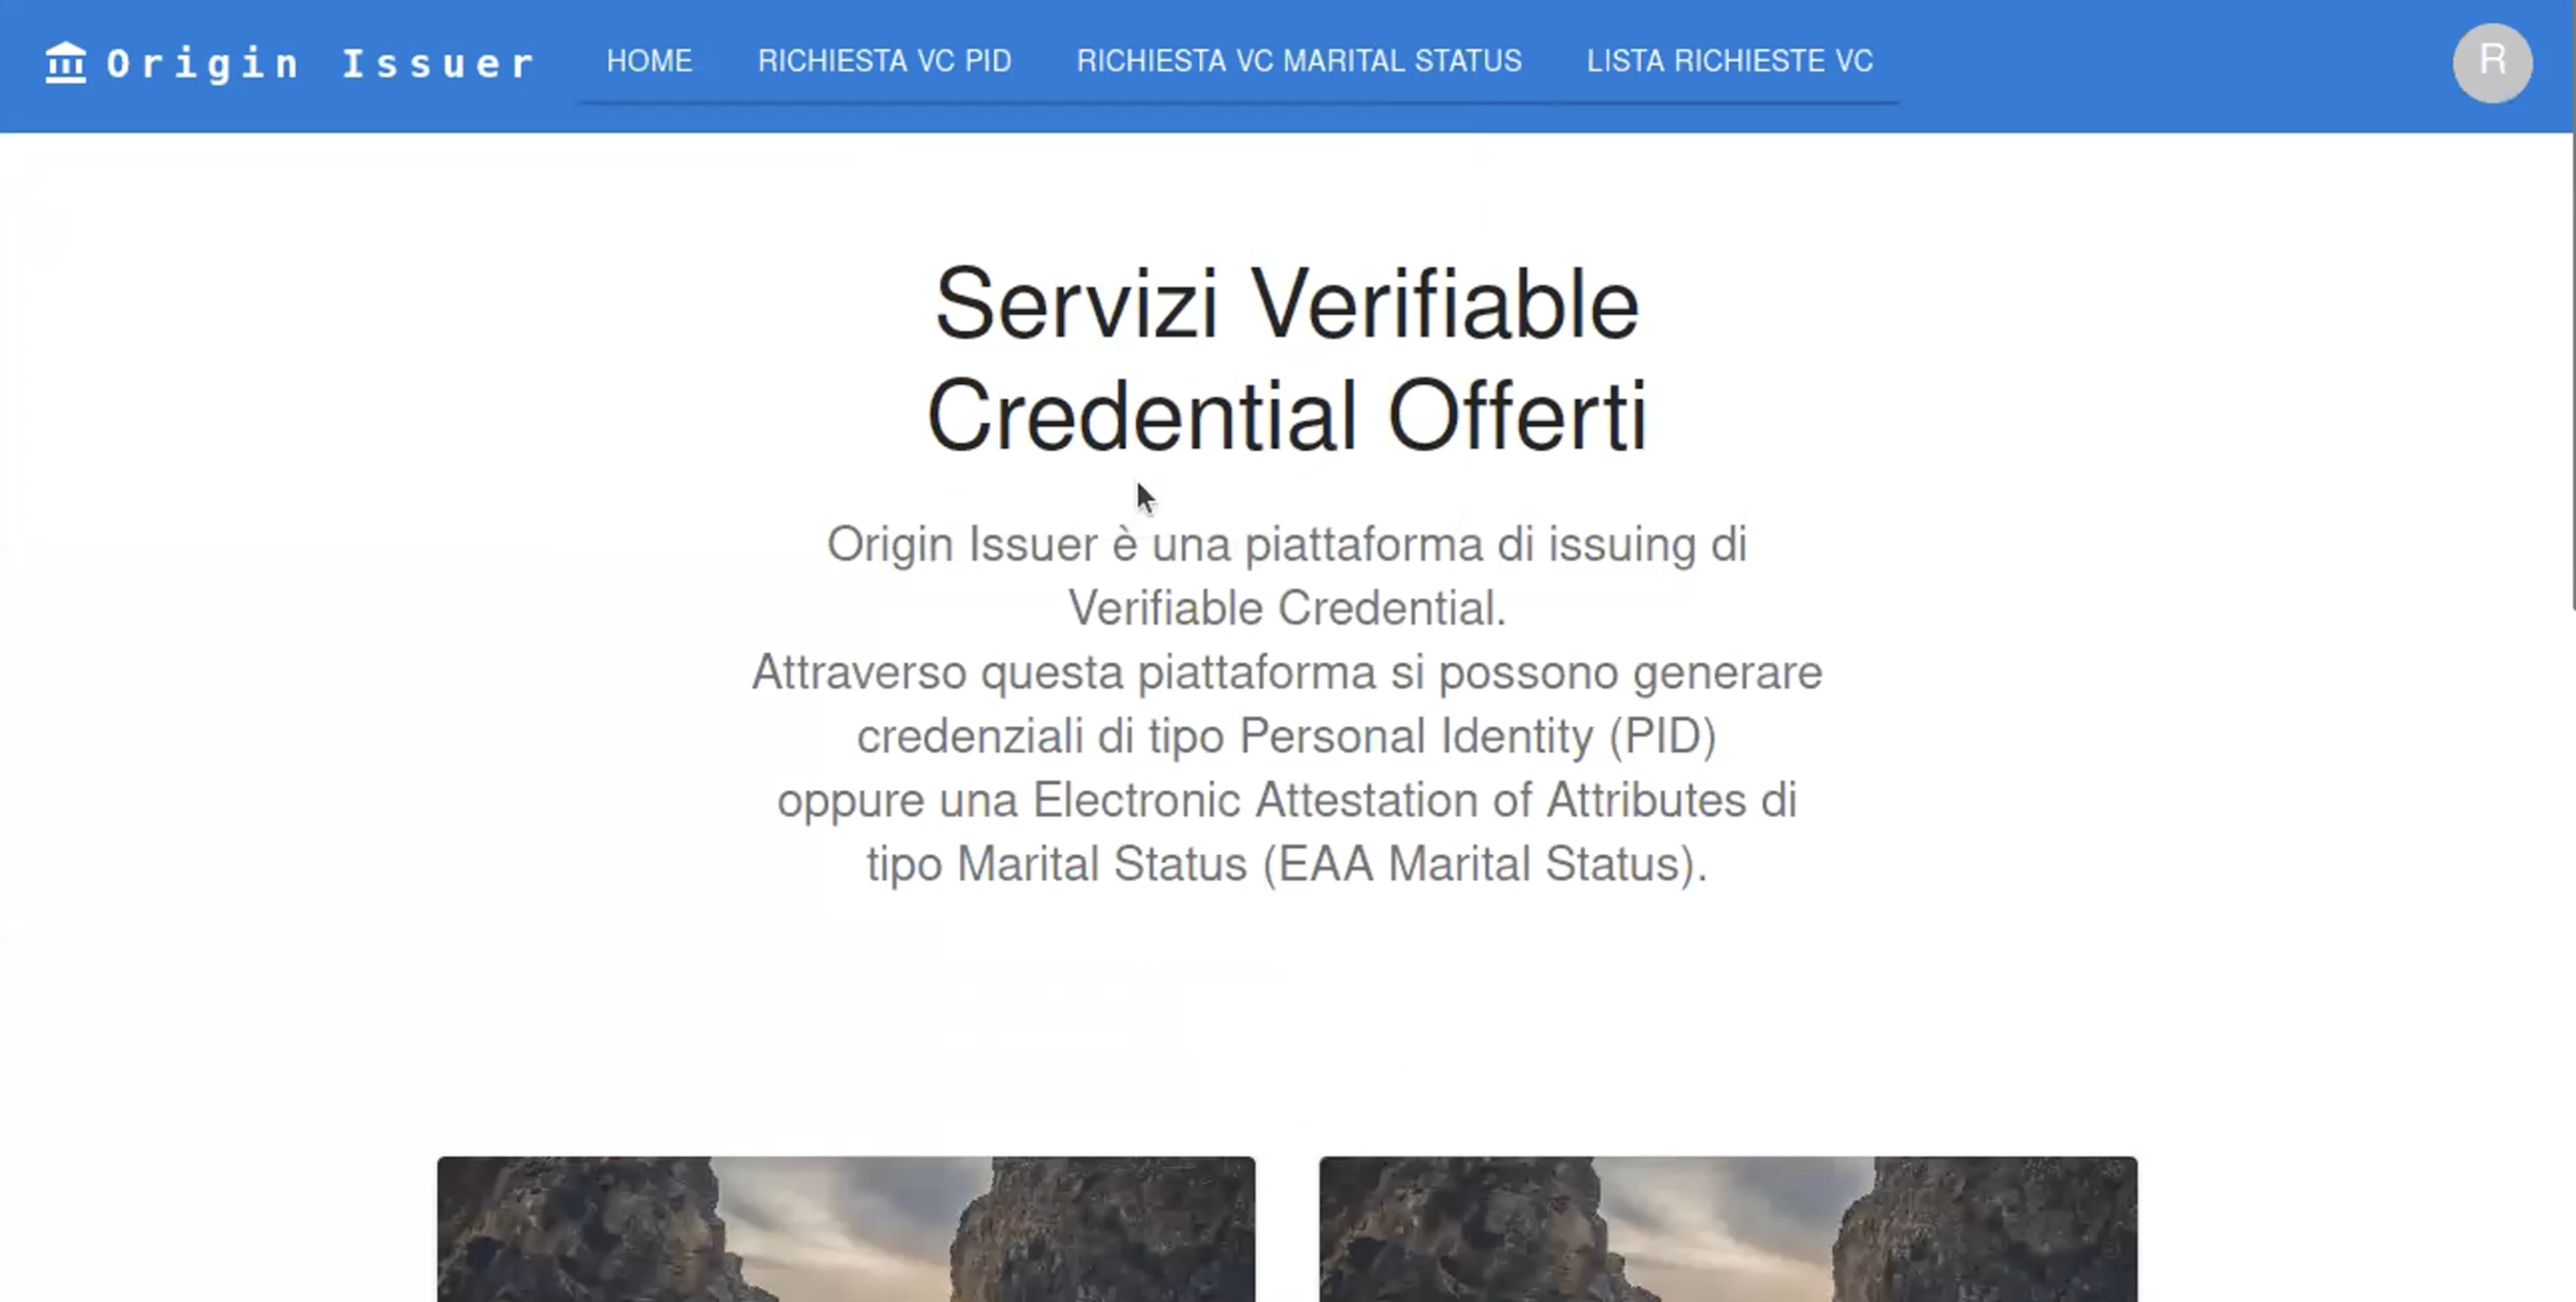 Origin Issuer HOME RICHIESTA VC PID RICHIESTA VC MARITAL STATUS LISTA RICHIESTE VC R
Servizi Verifiable
Credential Offerti
Origin Issuer è una piattaforma di issuing di
Verifiable Credential.
Attraverso questa piattaforma si possono generare
credenziali di tipo Personal Identity (PID)
oppure una Electronic Attestation of Attributes di
tipo Marital Status (EAA Marital Status).